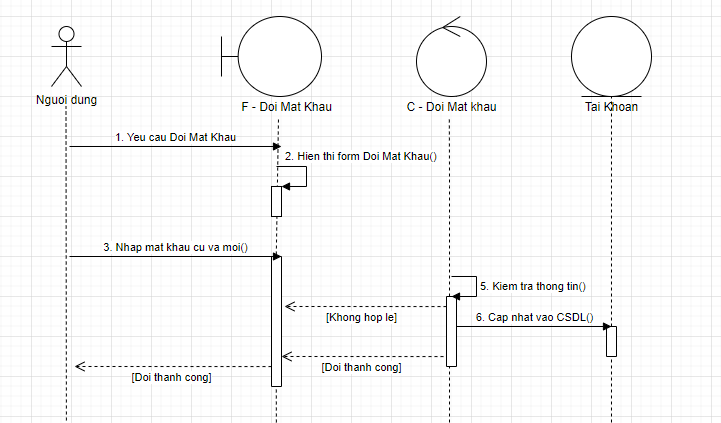 Nguoi dung
F - Doi Mat Khau
C - Doi Mat khau
Tai Khoan
1. Yeu cau Doi Mat Khau
2. Hien thi form Doi Mat Khau()
3. Nhap mat khau cu va moi()
5. Kiem tra thong tin()
[Khong hop le]
6. Cap nhat vao CSDL()
[Doi thanh cong]
[Doi thanh cong]